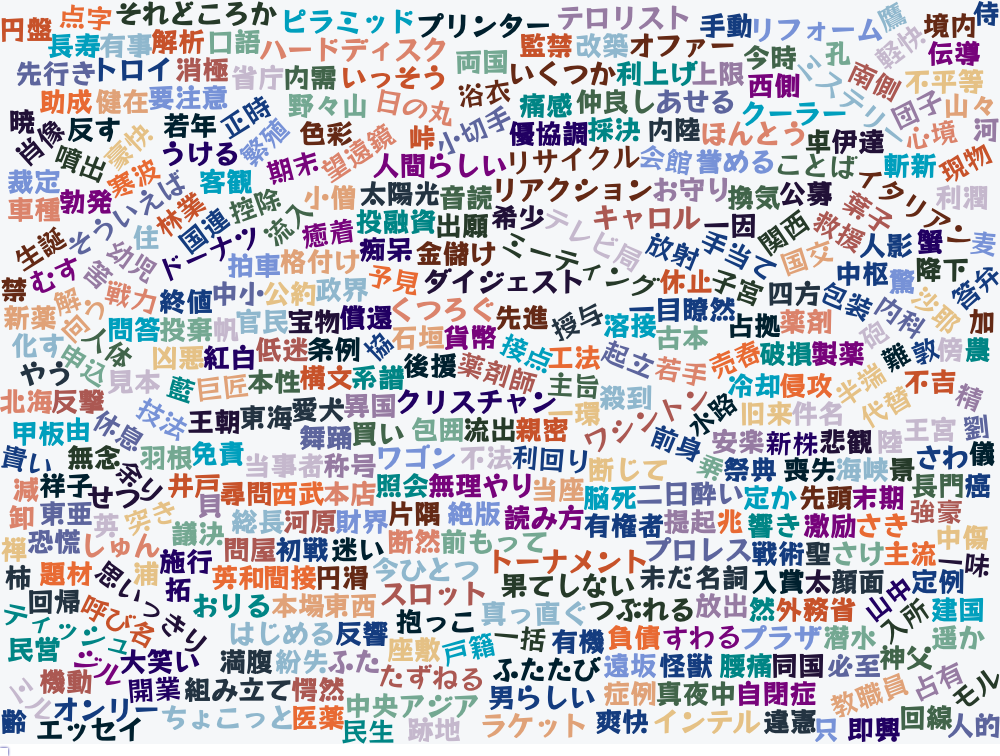 円盤 点字 それどころか ピラミッド プリンター テロリスト 手動 リフォーム 鷹 境内 侍
長寿 有事 解析 口語 ハードディスク 監禁 改築 オファー 今時 孔 軽快 伝導
先行き トロイ 消極 省庁 内需 いっそう 両国 いくつか 利上げ 上限 西側 ミステリー 南側 不平等
助成 健在 要注意 野々山 日の丸 浴衣 痛感 仲良し あせる クーラー 団子 山々
暁 肖像 反す 若年 正時 繁殖 色彩 峠 小切手 優 協調 採決 内陸 ほんとう 卓 伊達 心境 河
噴出 豪快 うける 期末 望遠鏡 人間らしい リサイクル 会館 誉める ことば 斬新 現物
裁定 勃発 寒波 そういえば 客観 小僧 太陽光 音読 リアクション お守り 換気 公募 イタリアン 利潤
車種 林業 国連 控除 流入 癒着 投融資 出願 希少 テレビ局 キャロル 一因 関西 救援 葉子
生誕 幼児 住 ドーナツ 痴呆 金儲け ミーティング 放射 手当て 国交 人影 蟹 麦
むす 善 拍車 格付け 予見 ダイジェスト 休止 子宮 四方 包装 中枢 驚 降下 答弁
禁 解 戦力 終値 中小 公約 政界 くつろぐ 先進 授与 一目瞭然 内科 沙耶
新薬 向う 人体 問答 投棄 帆 官民 宝物 償還 石垣 貨幣 溶接 古本 占拠 薬剤 砲 加
化す 申込 凶悪 紅白 低迷 条例 協 後援 接点 工法 起立 若手 売春 破損 製薬 難 敦 傍 農
やう 見本 藍 巨匠 本性 構文 系譜 薬剤師 主旨 殺到 冷却 侵攻 半端 不吉
北海 反撃 技法 王朝 東海 愛犬 異国 クリスチャン 一環 ワシントン 水路 旧来 件名 代替 精
甲板 由 休息 舞踊 買い 包囲 流出 親密 前身 安楽 新株 悲観 陸 王宮 劉
貴い 無念 余り 羽根 免責 当事者 称号 ワゴン 不法 利回り 断じて 乗 祭典 喪失 海峡 景 さわ 儀
減 祥子 せつ 井戸 貝 尋問 西武 本店 照会 無理やり 当座 脳死 二日酔い 定か 先頭 末期 長門 癌
卸 東亜 英 突き 議決 総長 河原 財界 片隅 絶版 読み方 有権者 提起 兆 響き 激励 さき 強豪
禅 恐慌 しゅん 施行 問屋 初戦 迷い 断然 前もって プロレス 戦術 聖 さけ 主流 中傷
柿 題材 思いっきり 浦 拓 英和 間接 円滑 今ひとつ トーナメント 果てしない 未だ 名詞 入賞 太 顔面 山中 定例 一味
回帰 呼び名 おりる 本場 東西 スロット 真っ直ぐ つぶれる 放出 然 外務省 入所 建国
ティッシュ はじめる 反響 抱っこ 一括 有機 負債 すわる プラザ 潜水 遥か
民営 ジル 大笑い 満腹 紛失 ふた 座敷 戸籍 ふたたび 遠坂 怪獣 腰痛 同国 必至 神父
機動 開業 組み立て 愕然 たずねる 男らしい 症例 真夜中 自閉症 教職員 占有 モル
オンリー ちょこっと 医薬 中央アジア
齢 エッセイ 民生 跡地 ラケット 爽快 インテル 違憲 只 即興 回線 人的